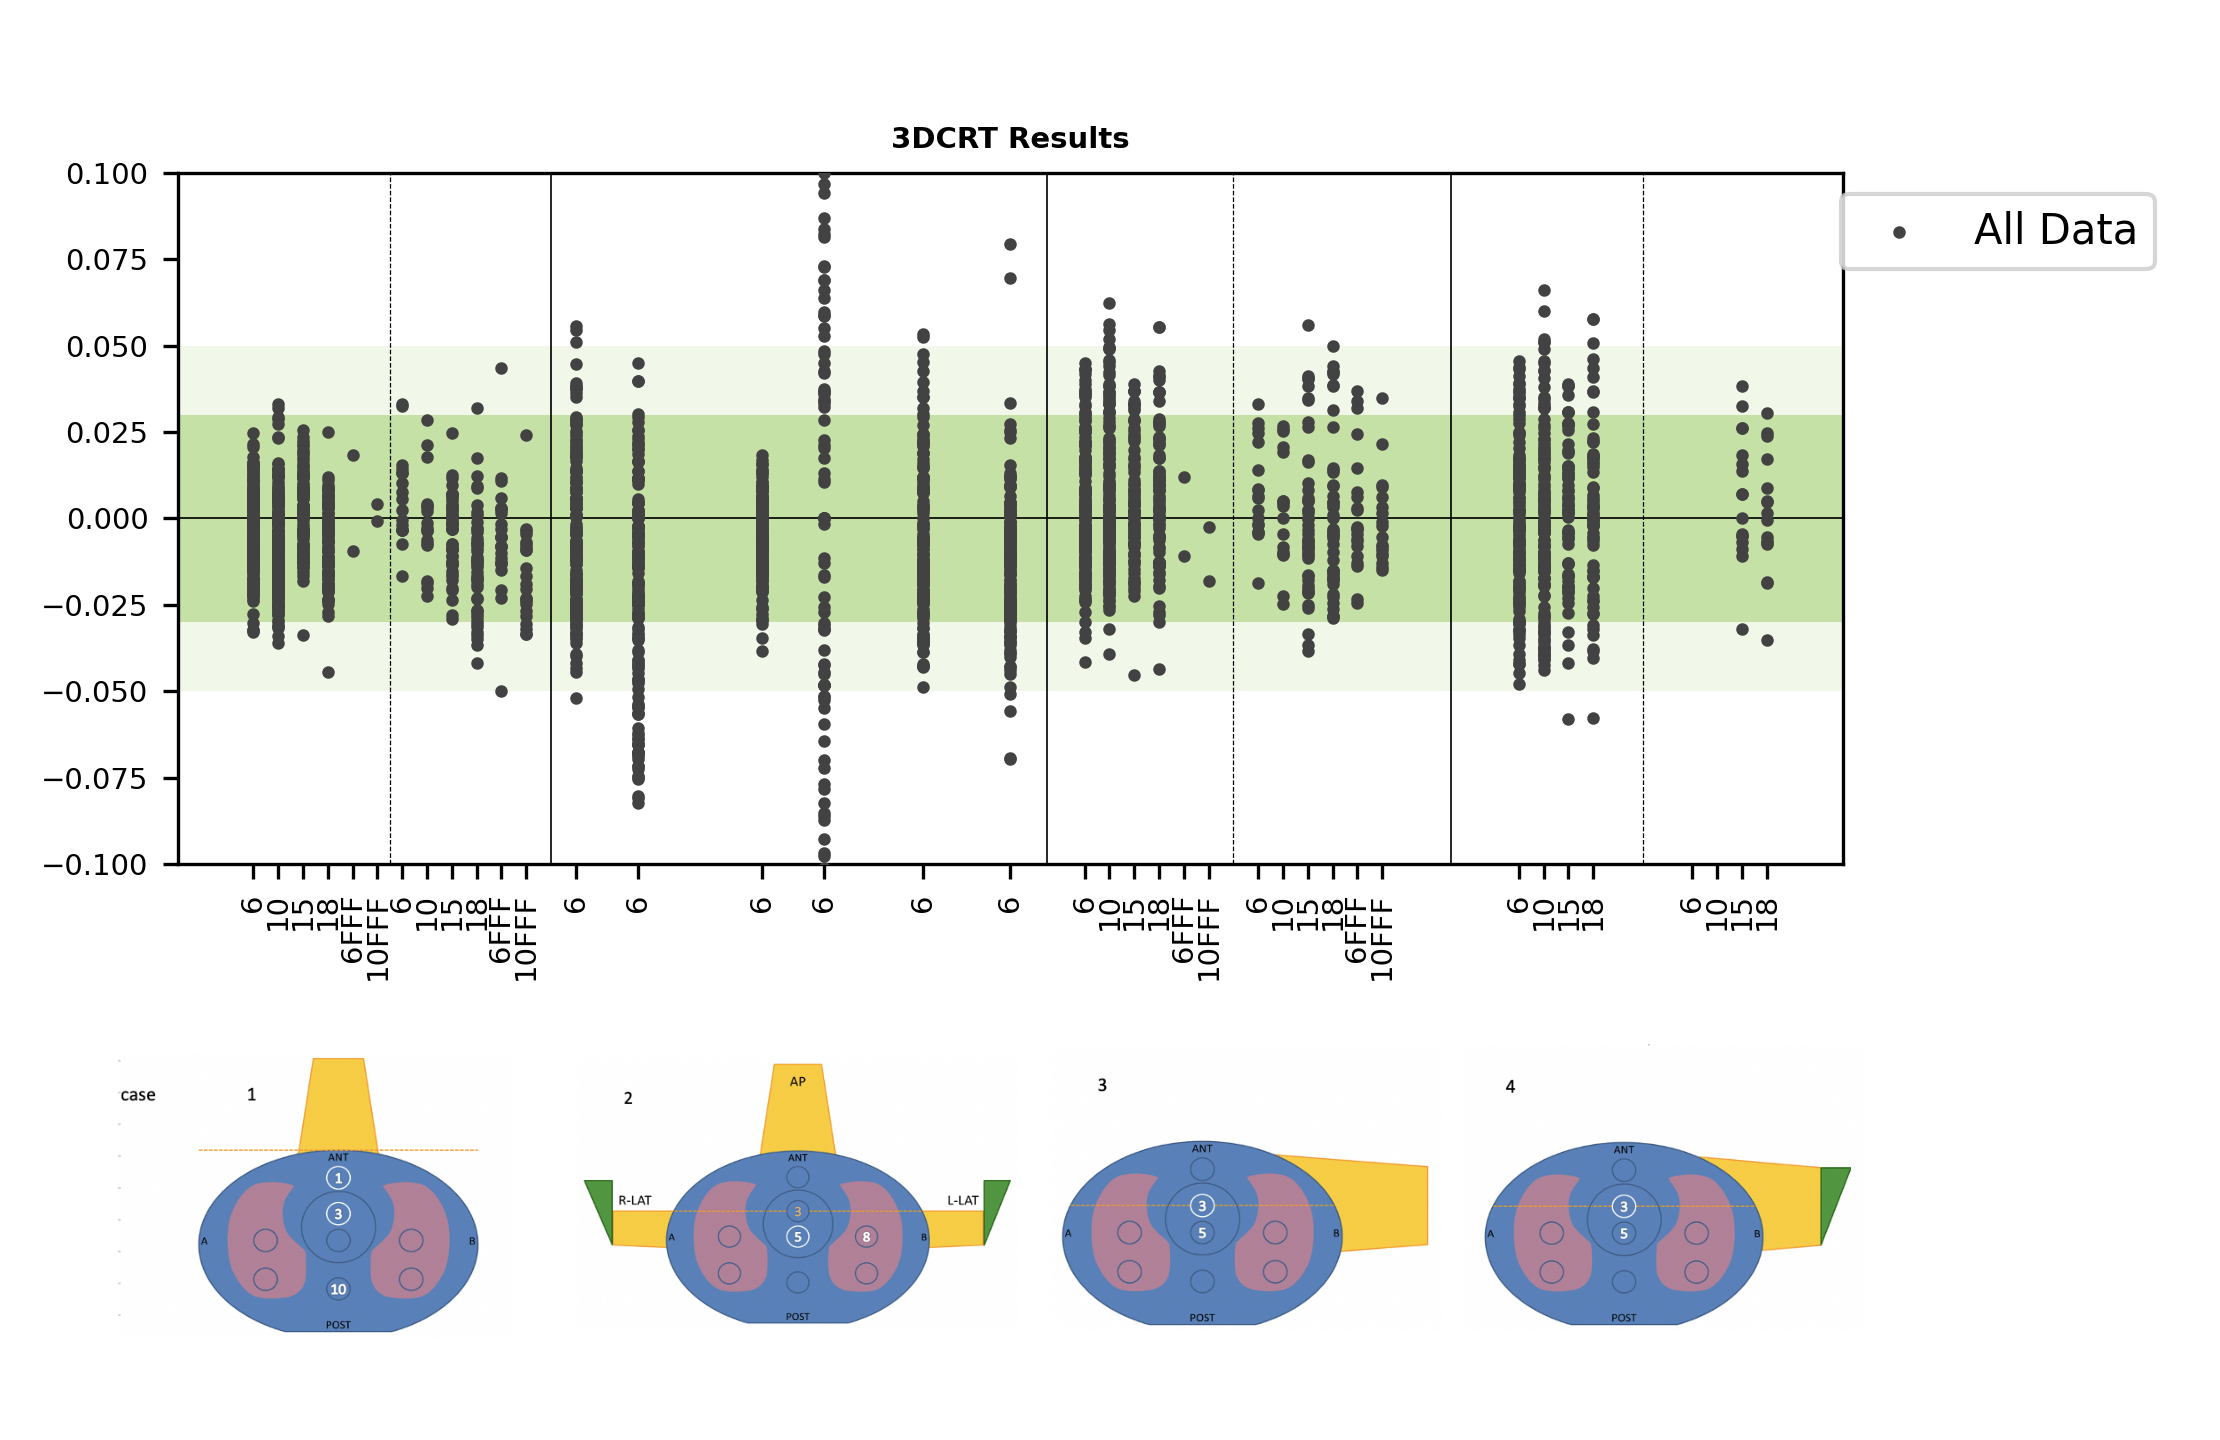 3DCRT Results
0.100
0.075
0.050
0.025
0.000
−0.025
−0.050
−0.075
−0.100
All Data
6 10 15 18 6FFF 10FFF 6 10 15 18 6FFF 10FFF 6 6 6 6 6 6 6 10 15 18 6FFF 10FFF 6 10 15 18 6FFF 10FFF 6 10 15 18 6 10 15 18
case
1
ANT
1
3
A
B
10
POST
2
AP
ANT
R-LAT
L-LAT
3
5
8
A
B
POST
3
ANT
3
5
A
B
POST
4
ANT
3
5
A
B
POST